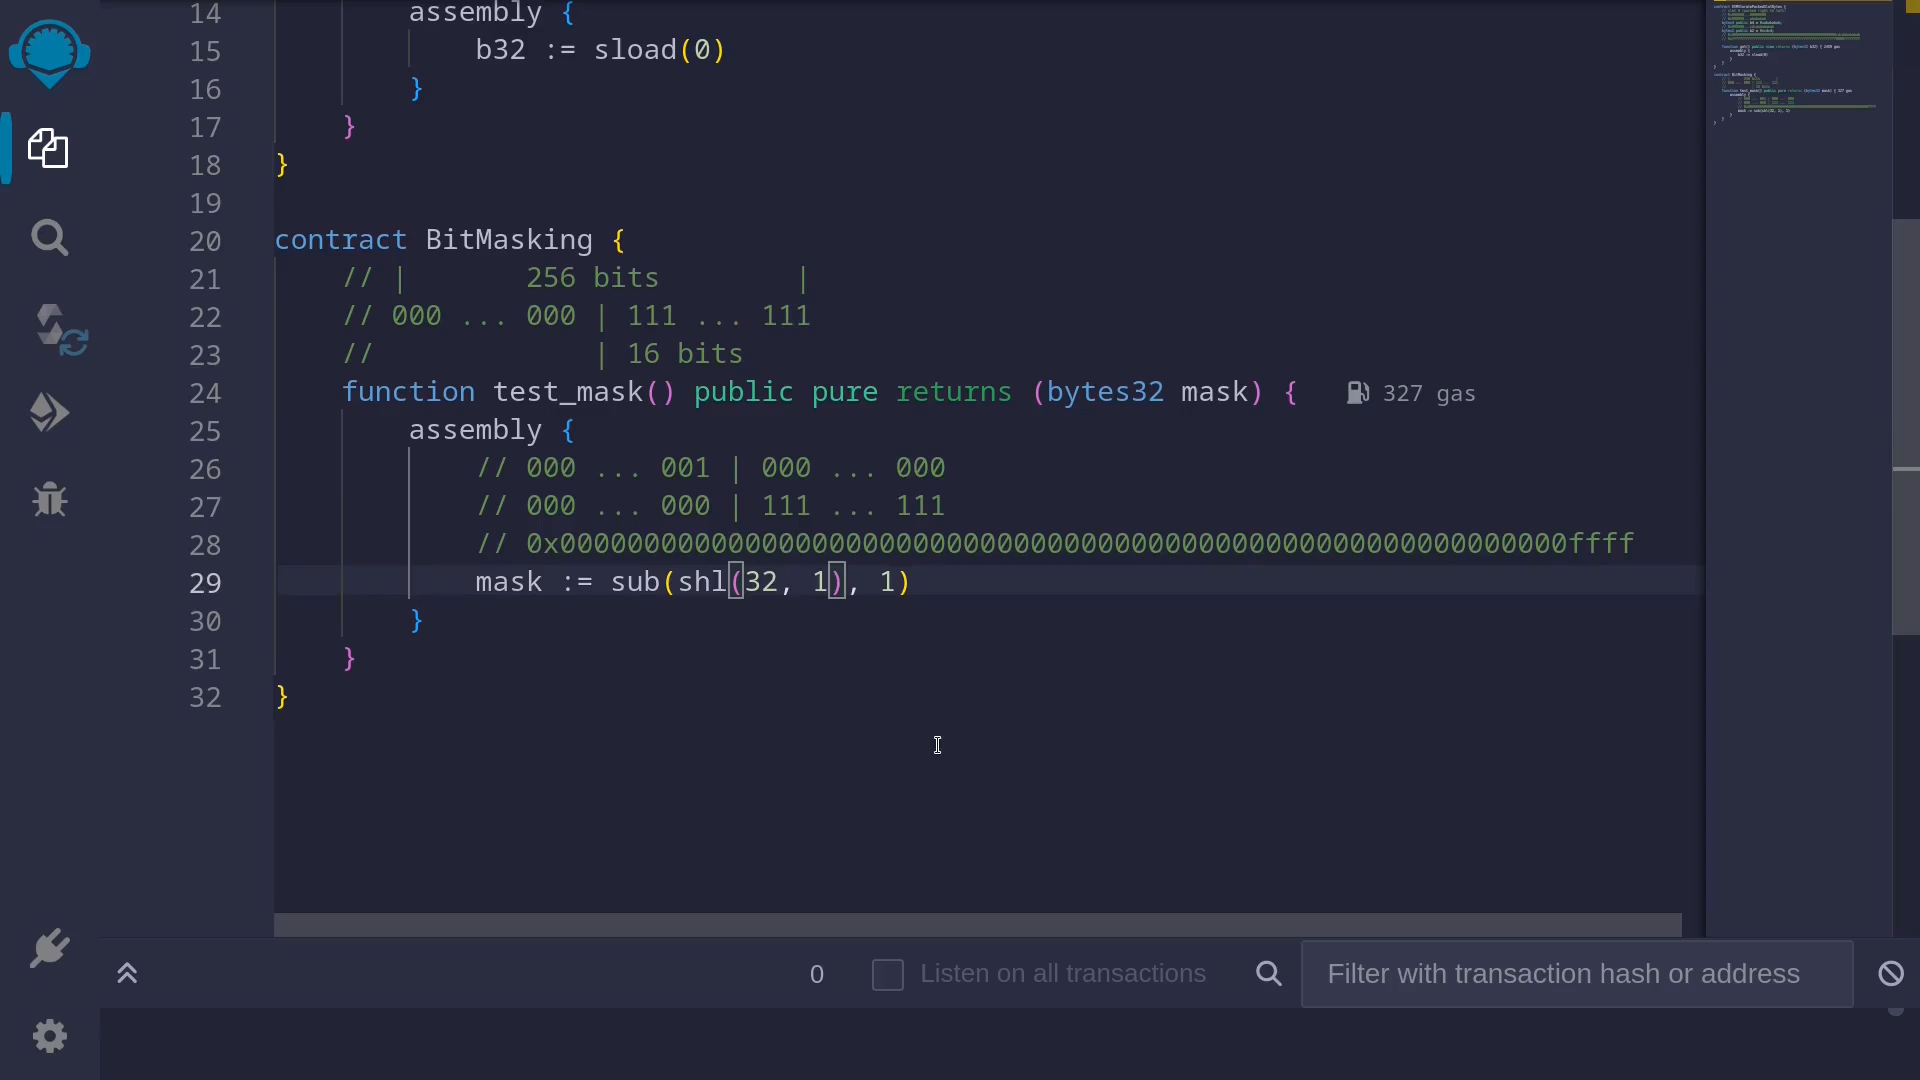 14 assembly {
15 b32 := sload(0)
16 }
17 }
18 }
19
20 contract BitMasking {
21 // |       256 bits        |
22 // 000 ... 000 | 111 ... 111
23 //             | 16 bits
24 function test_mask() public pure returns (bytes32 mask) { 327 gas
25 assembly {
26 // 000 ... 001 | 000 ... 000
27 // 000 ... 000 | 111 ... 111
28 // 0x000000000000000000000000000000000000000000000000000000000000ffff
29 mask := sub(shl(32, 1), 1)
30 }
31 }
32 }
0 Listen on all transactions Filter with transaction hash or address